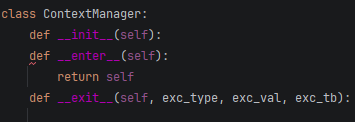 class ContextManager:
    def __init__(self):
    def __enter__(self):
        return self
    def __exit__(self, exc_type, exc_val, exc_tb):